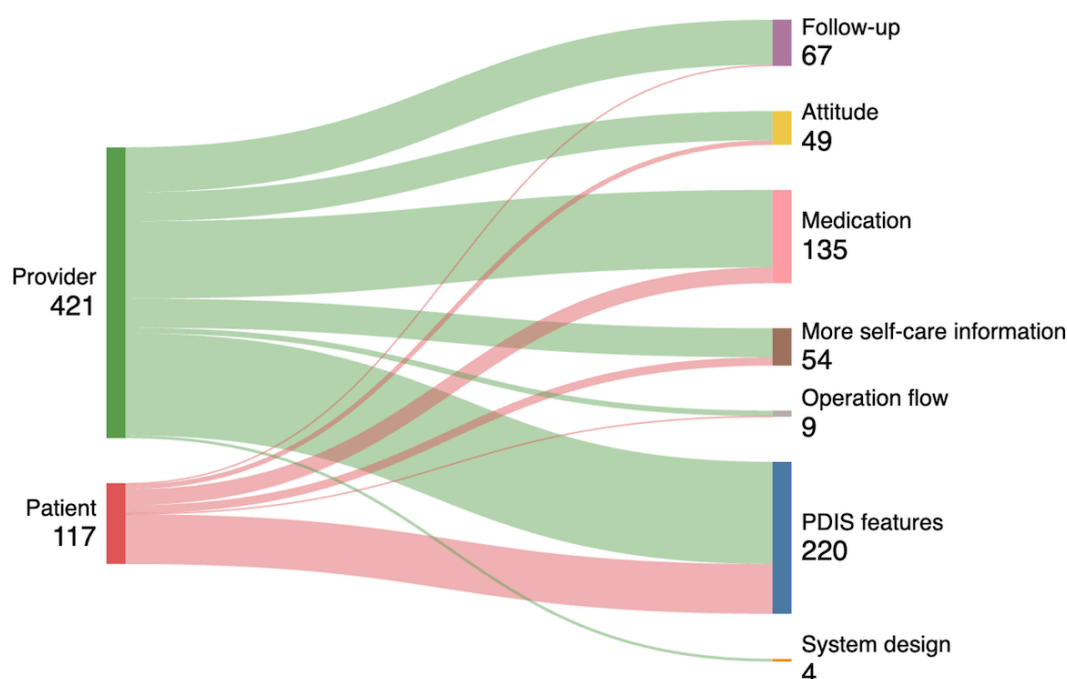 Follow-up
67
Attitude
49
Medication
135
Provider
421
More self-care information
54
Operation flow
9
Patient
117
PDIS features
220
System design
4